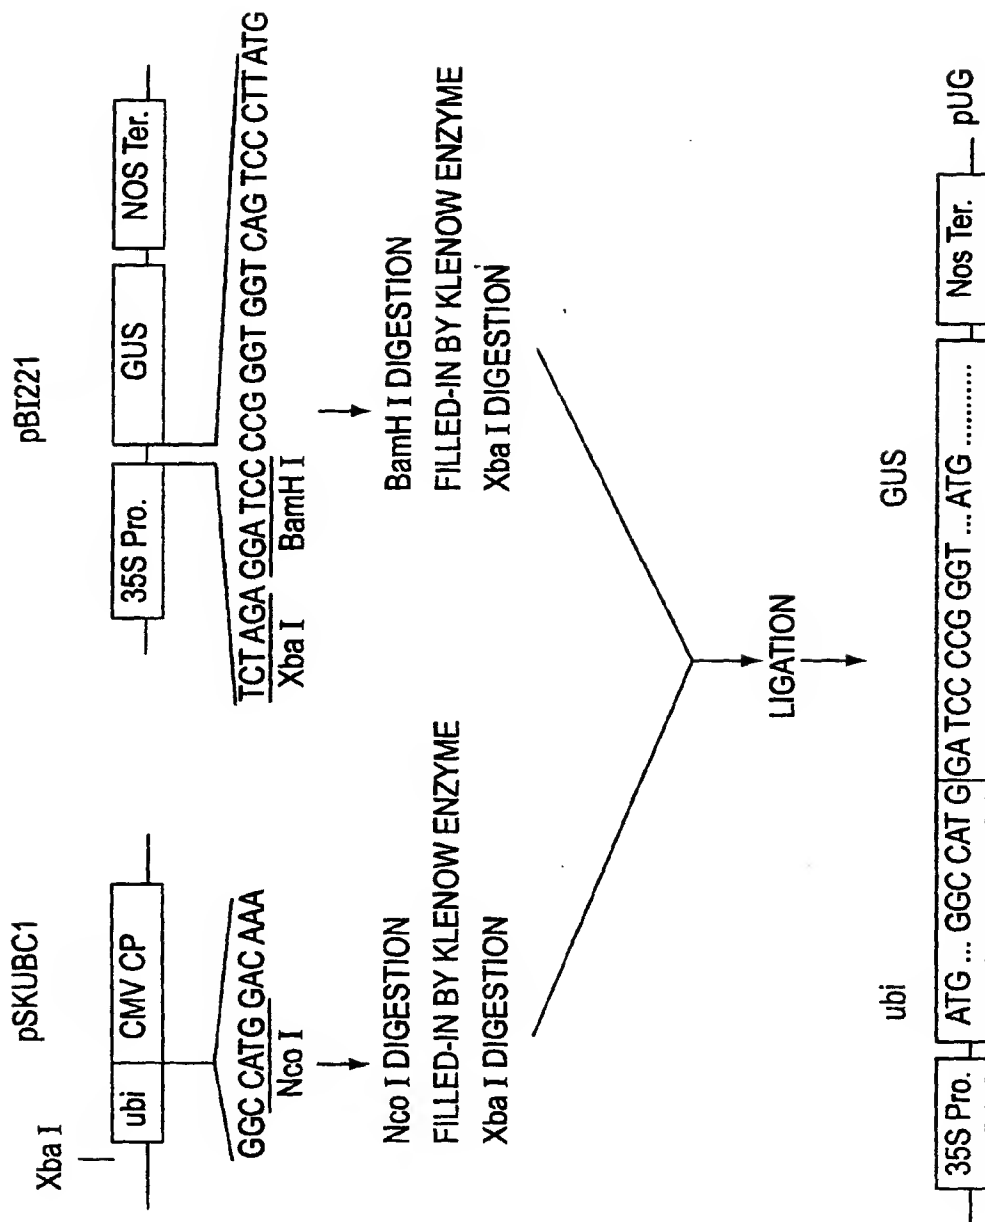 pSKUBC1
Xba I
ubi CMV CP
GGC CATG GAC AAA
Nco I
Nco I DIGESTION
FILLED-IN BY KLENOW ENZYME
Xba I DIGESTION
pBI221
35S Pro. GUS NOS Ter.
TCT AGA GGA TCC CCG GGT GGT CAG TCC CTT ATG
Xba I BamH I
BamH I DIGESTION
FILLED-IN BY KLENOW ENZYME
Xba I DIGESTION
LIGATION
ubi GUS
35S Pro. ATG ... GGC CAT G GA TCC CCG GGT ... ATG ............ Nos Ter. pUG